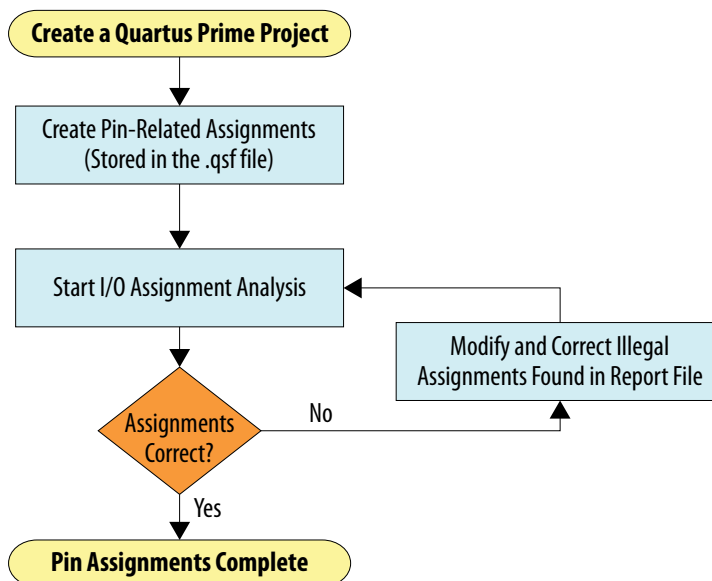 Create a Quartus Prime Project
Create Pin-Related Assignments
(Stored in the .qsf file)
Start I/O Assignment Analysis
Modify and Correct Illegal
Assignments Found in Report File
Assignments
Correct?
No
Yes
Pin Assignments Complete